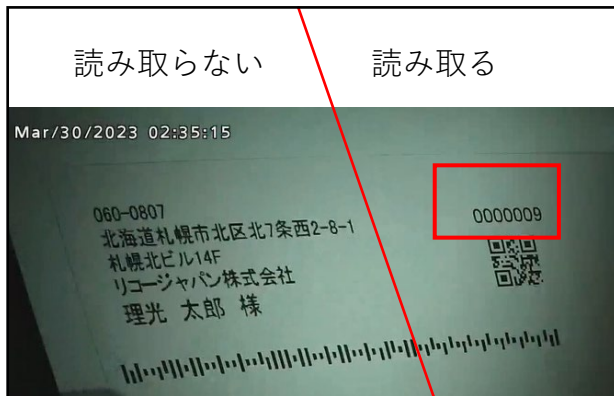 読み取らない
読み取る
Mar/30/2023 02:35:15
060-0807
北海道札幌市北区北7条西2-8-1
札幌北ビル14F
リコージャパン株式会社
理光 太郎 様
0000009